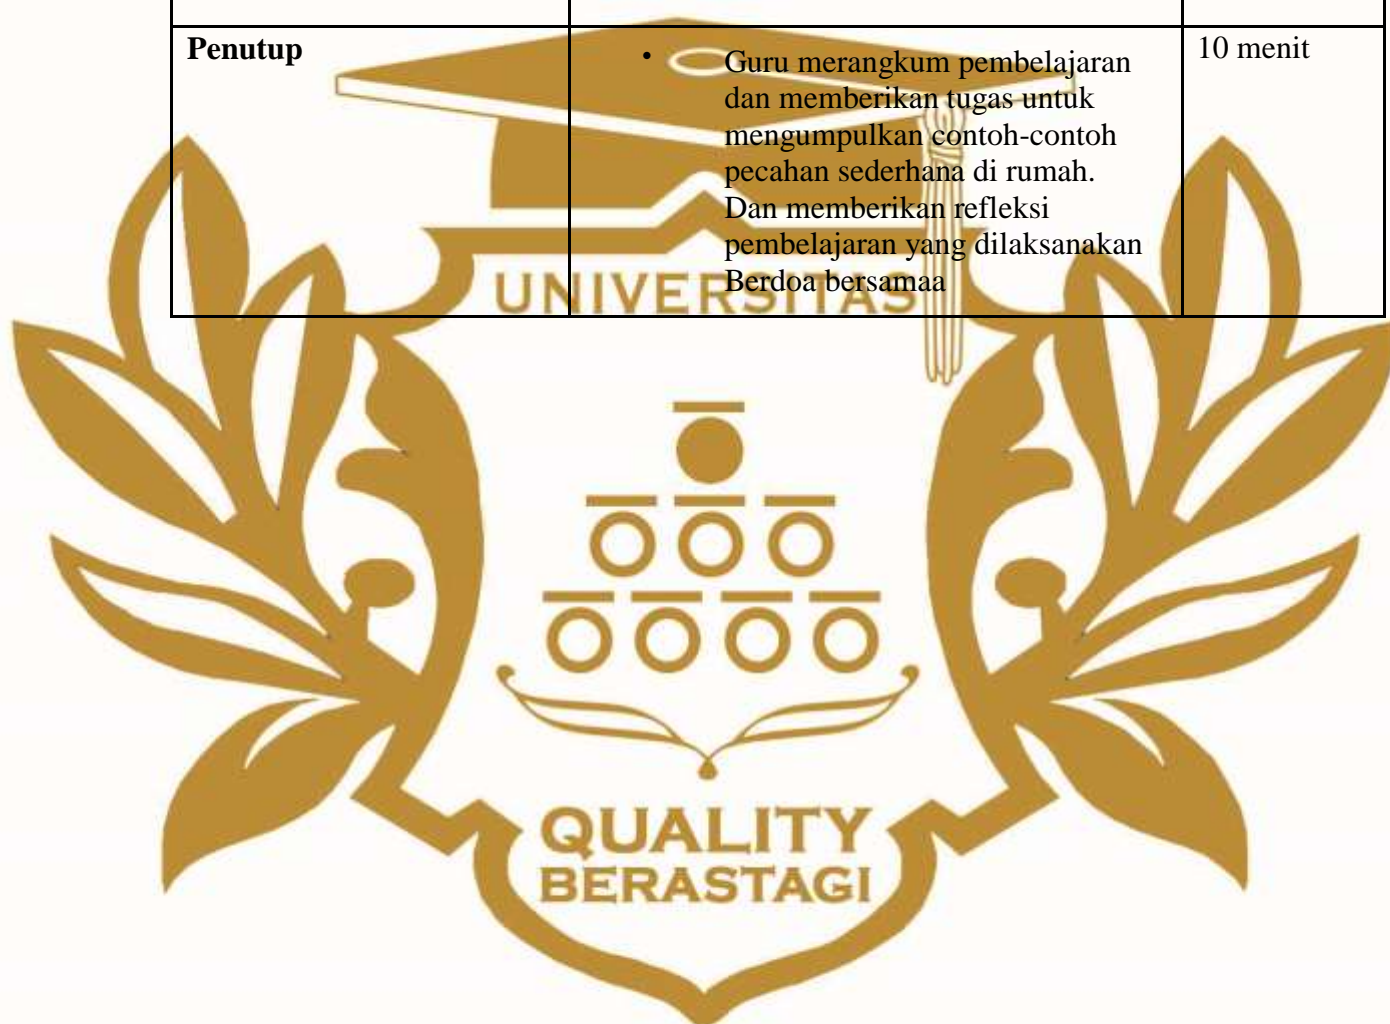 Penutup
• Guru merangkum pembelajaran
dan memberikan tugas untuk
mengumpulkan contoh-contoh
pecahan sederhana di rumah.
Dan memberikan refleksi
pembelajaran yang dilaksanakan
Berdoa bersamaa
10 menit
UNIVERSITAS
QUALITY
BERASTAGI